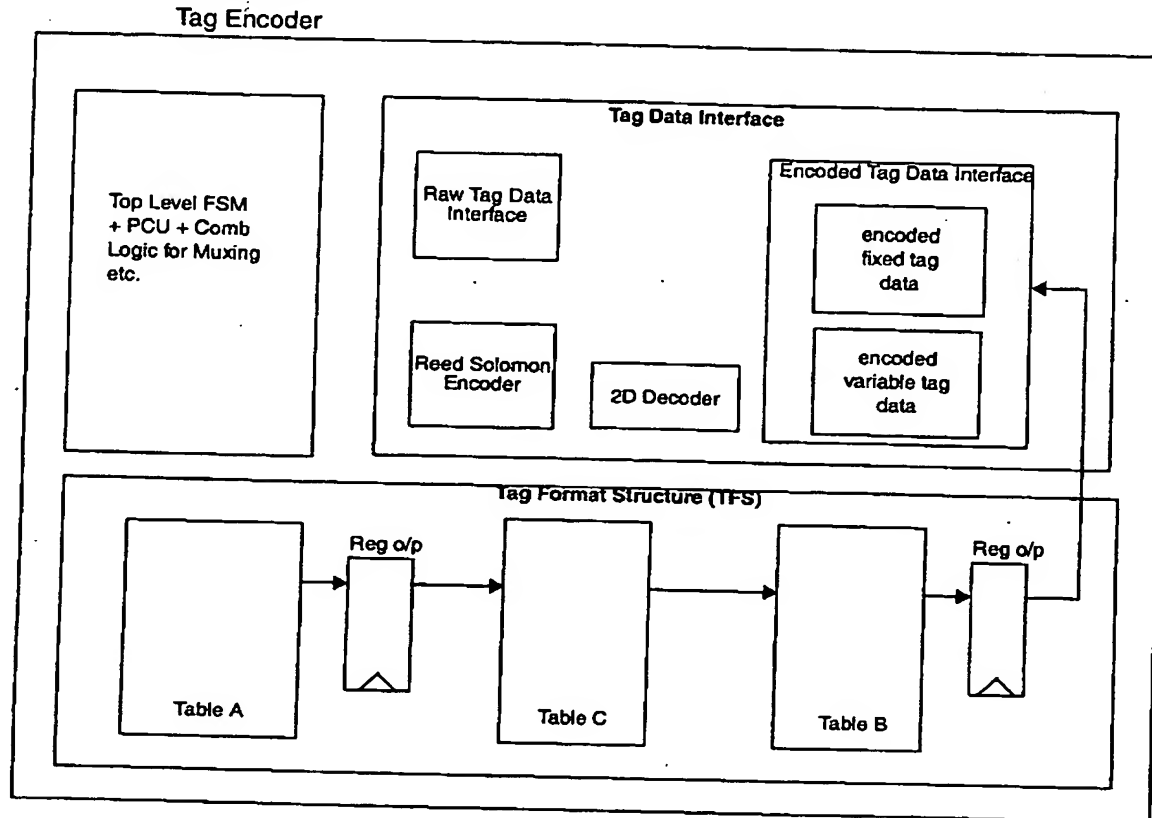 Tag Encoder
Tag Data Interface
Top Level FSM
+ PCU + Comb
Logic for Muxing
etc.
Raw Tag Data
Interface
Encoded Tag Data Interface
encoded
fixed tag
data
Reed Solomon
Encoder
2D Decoder
encoded
variable tag
data
Tag Format Structure (TFS)
Reg o/p
Reg o/p
Table A
Table C
Table B